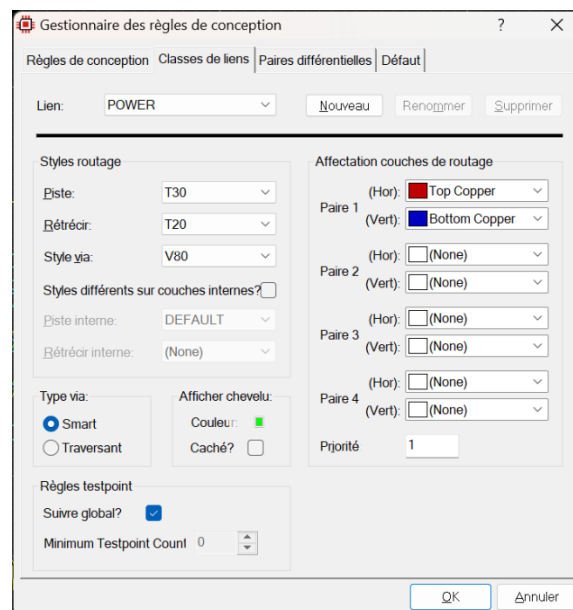 Gestionnaire des règles de conception ? X
Règles de conception Classes de liens Paires différentielles Défaut
Lien: POWER Nouveau Renommer Supprimer
Styles routage
Piste: T30
Rétrécir: T20
Style via: V80
Styles différents sur couches internes?
Piste interne: DEFAULT
Rétrécir interne: (None)
Affectation couches de routage
Paire 1 (Hor): Top Copper
(Vert): Bottom Copper
Paire 2 (Hor): (None)
(Vert): (None)
Paire 3 (Hor): (None)
(Vert): (None)
Paire 4 (Hor): (None)
(Vert): (None)
Priorité 1
Type via:
Smart
Traversant
Afficher chevelu:
Couleur:
Caché?
Règles testpoint
Suivre global?
Minimum Testpoint Count 0
OK Annuler